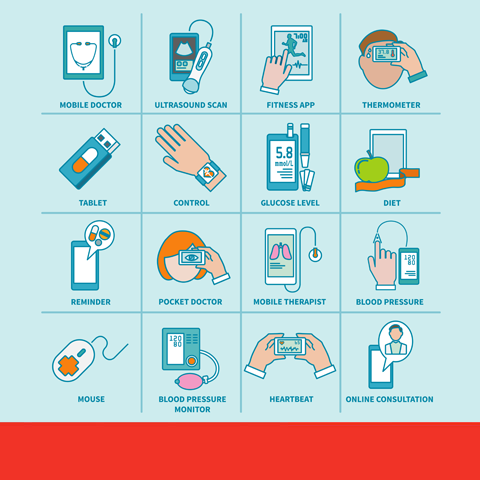 7:00
MOBILE DOCTOR
ULTRASOUND SCAN
FITNESS APP
THERMOMETER
5.8
mmol/L
TABLET
CONTROL
GLUCOSE LEVEL
DIET
120
80
REMINDER
POCKET DOCTOR
MOBILE THERAPIST
BLOOD PRESSURE
120
80
MOUSE
BLOOD PRESSURE
MONITOR
HEARTBEAT
ONLINE CONSULTATION